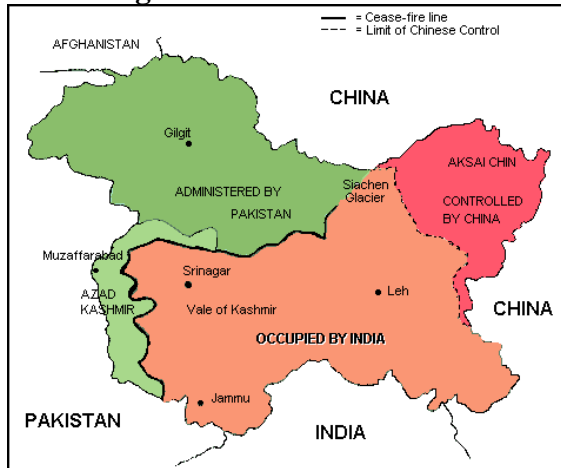 = Cease-fire line
= Limit of Chinese Control
AFGHANISTAN
CHINA
Gilgit
AKSAI CHIN
Siachen
Glacier
ADMINISTERED BY
PAKISTAN
CONTROLLED
BY CHINA
Muzaffarabad
Srinagar
Leh
AZAD
KASHMIR
Vale of Kashmir
CHINA
OCCUPIED BY INDIA
Jammu
PAKISTAN
INDIA